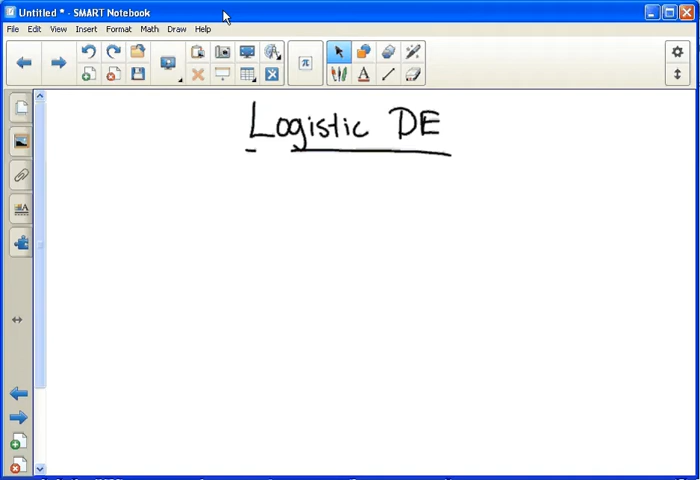 Untitled * - SMART Notebook
File Edit View Insert Format Math Draw Help
Logistic DE